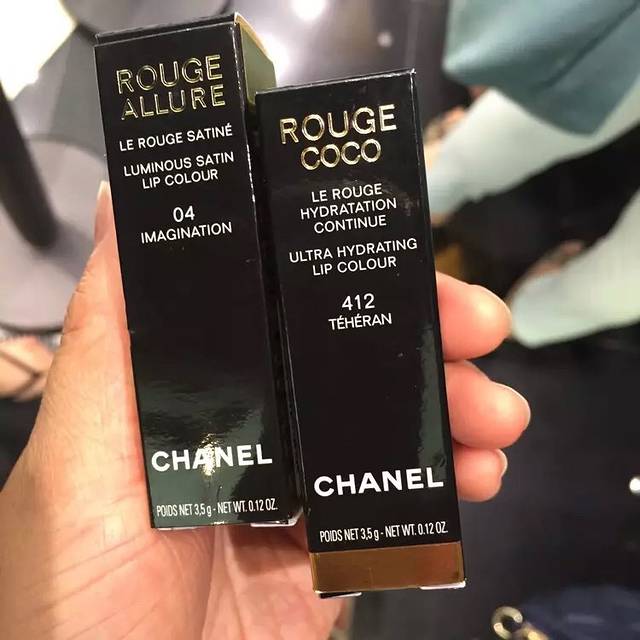 ROUGE
ALLURE
LE ROUGE SATINÉ
LUMINOUS SATIN
LIP COLOUR
04
IMAGINATION
CHANEL
POIDS NET 3,5 g - NET WT. 0.12 OZ.
ROUGE
COCO
LE ROUGE
HYDRATATION
CONTINUE
ULTRA HYDRATING
LIP COLOUR
412
TÉHÉRAN
CHANEL
POIDS NET 3,5 g - NET WT. 0.12 OZ.